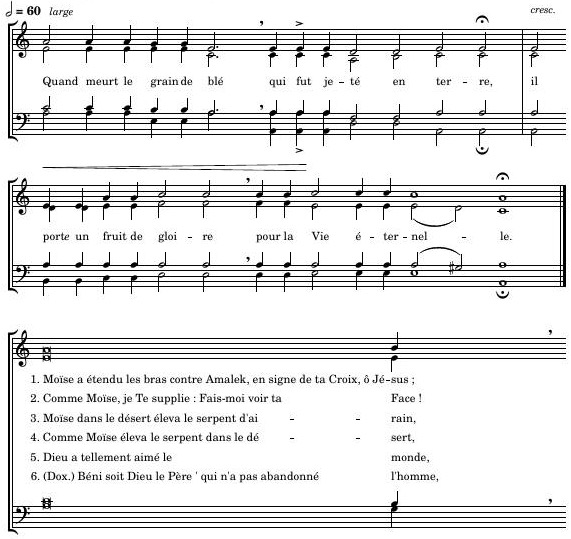 𝅗𝅥 = 60 large cresc.
Quand meurt le grain de blé qui fut je – té en ter – re, il
porte un fruit de gloi – re pour la Vie é – ter – nel – le.
1. Moïse a étendu les bras contre Amalek, en signe de ta Croix, ô Jé–sus ;
2. Comme Moïse, je Te supplie : Fais-moi voir ta Face !
3. Moïse dans le désert éleva le serpent d'ai – – rain,
4. Comme Moïse éleva le serpent dans le dé – – sert,
5. Dieu a tellement aimé le monde,
6. (Dox.) Béni soit Dieu le Père ' qui n'a pas abandonné l'homme,